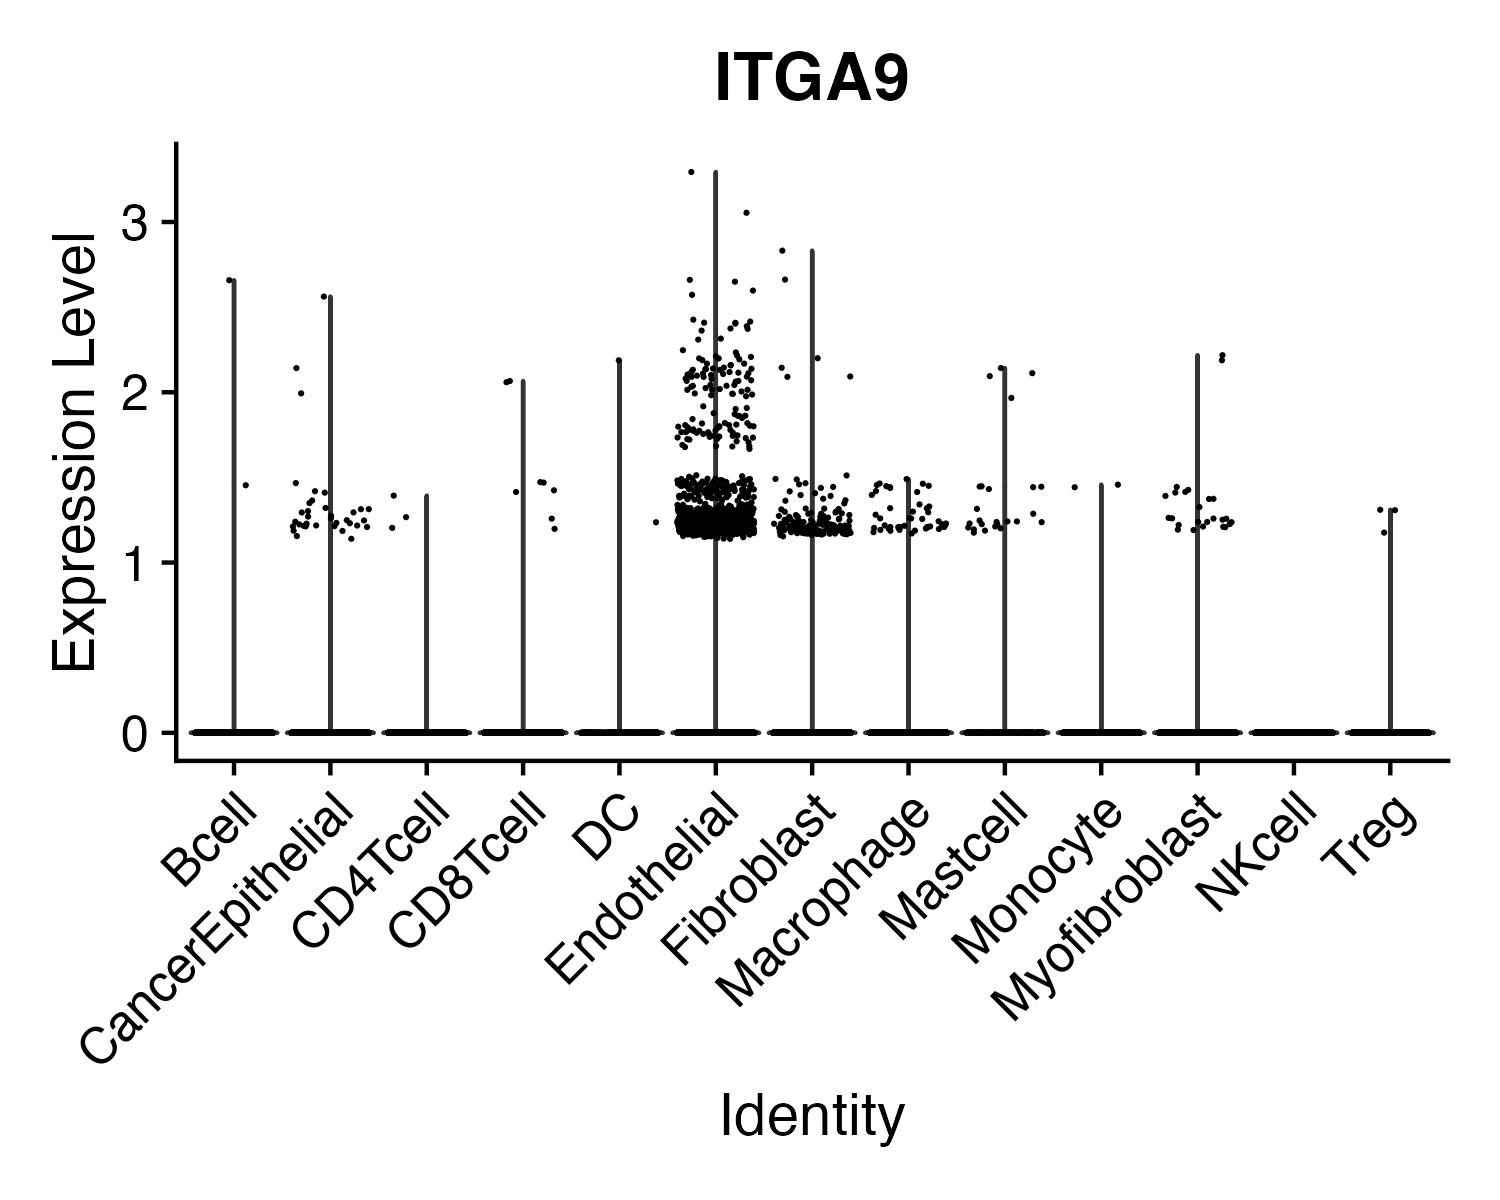 ITGA9
Expression Level
3
2
1
0
Bcell
CancerEpithelial
CD4Tcell
CD8Tcell
DC
Endothelial
Fibroblast
Macrophage
Mastcell
Monocyte
Myofibroblast
NKcell
Treg
Identity